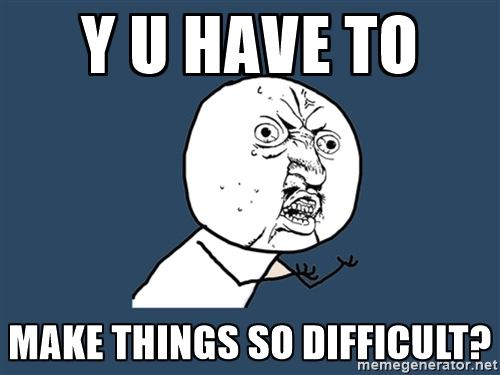 Y U HAVE TO
MAKE THINGS SO DIFFICULT?
memegenerator.net